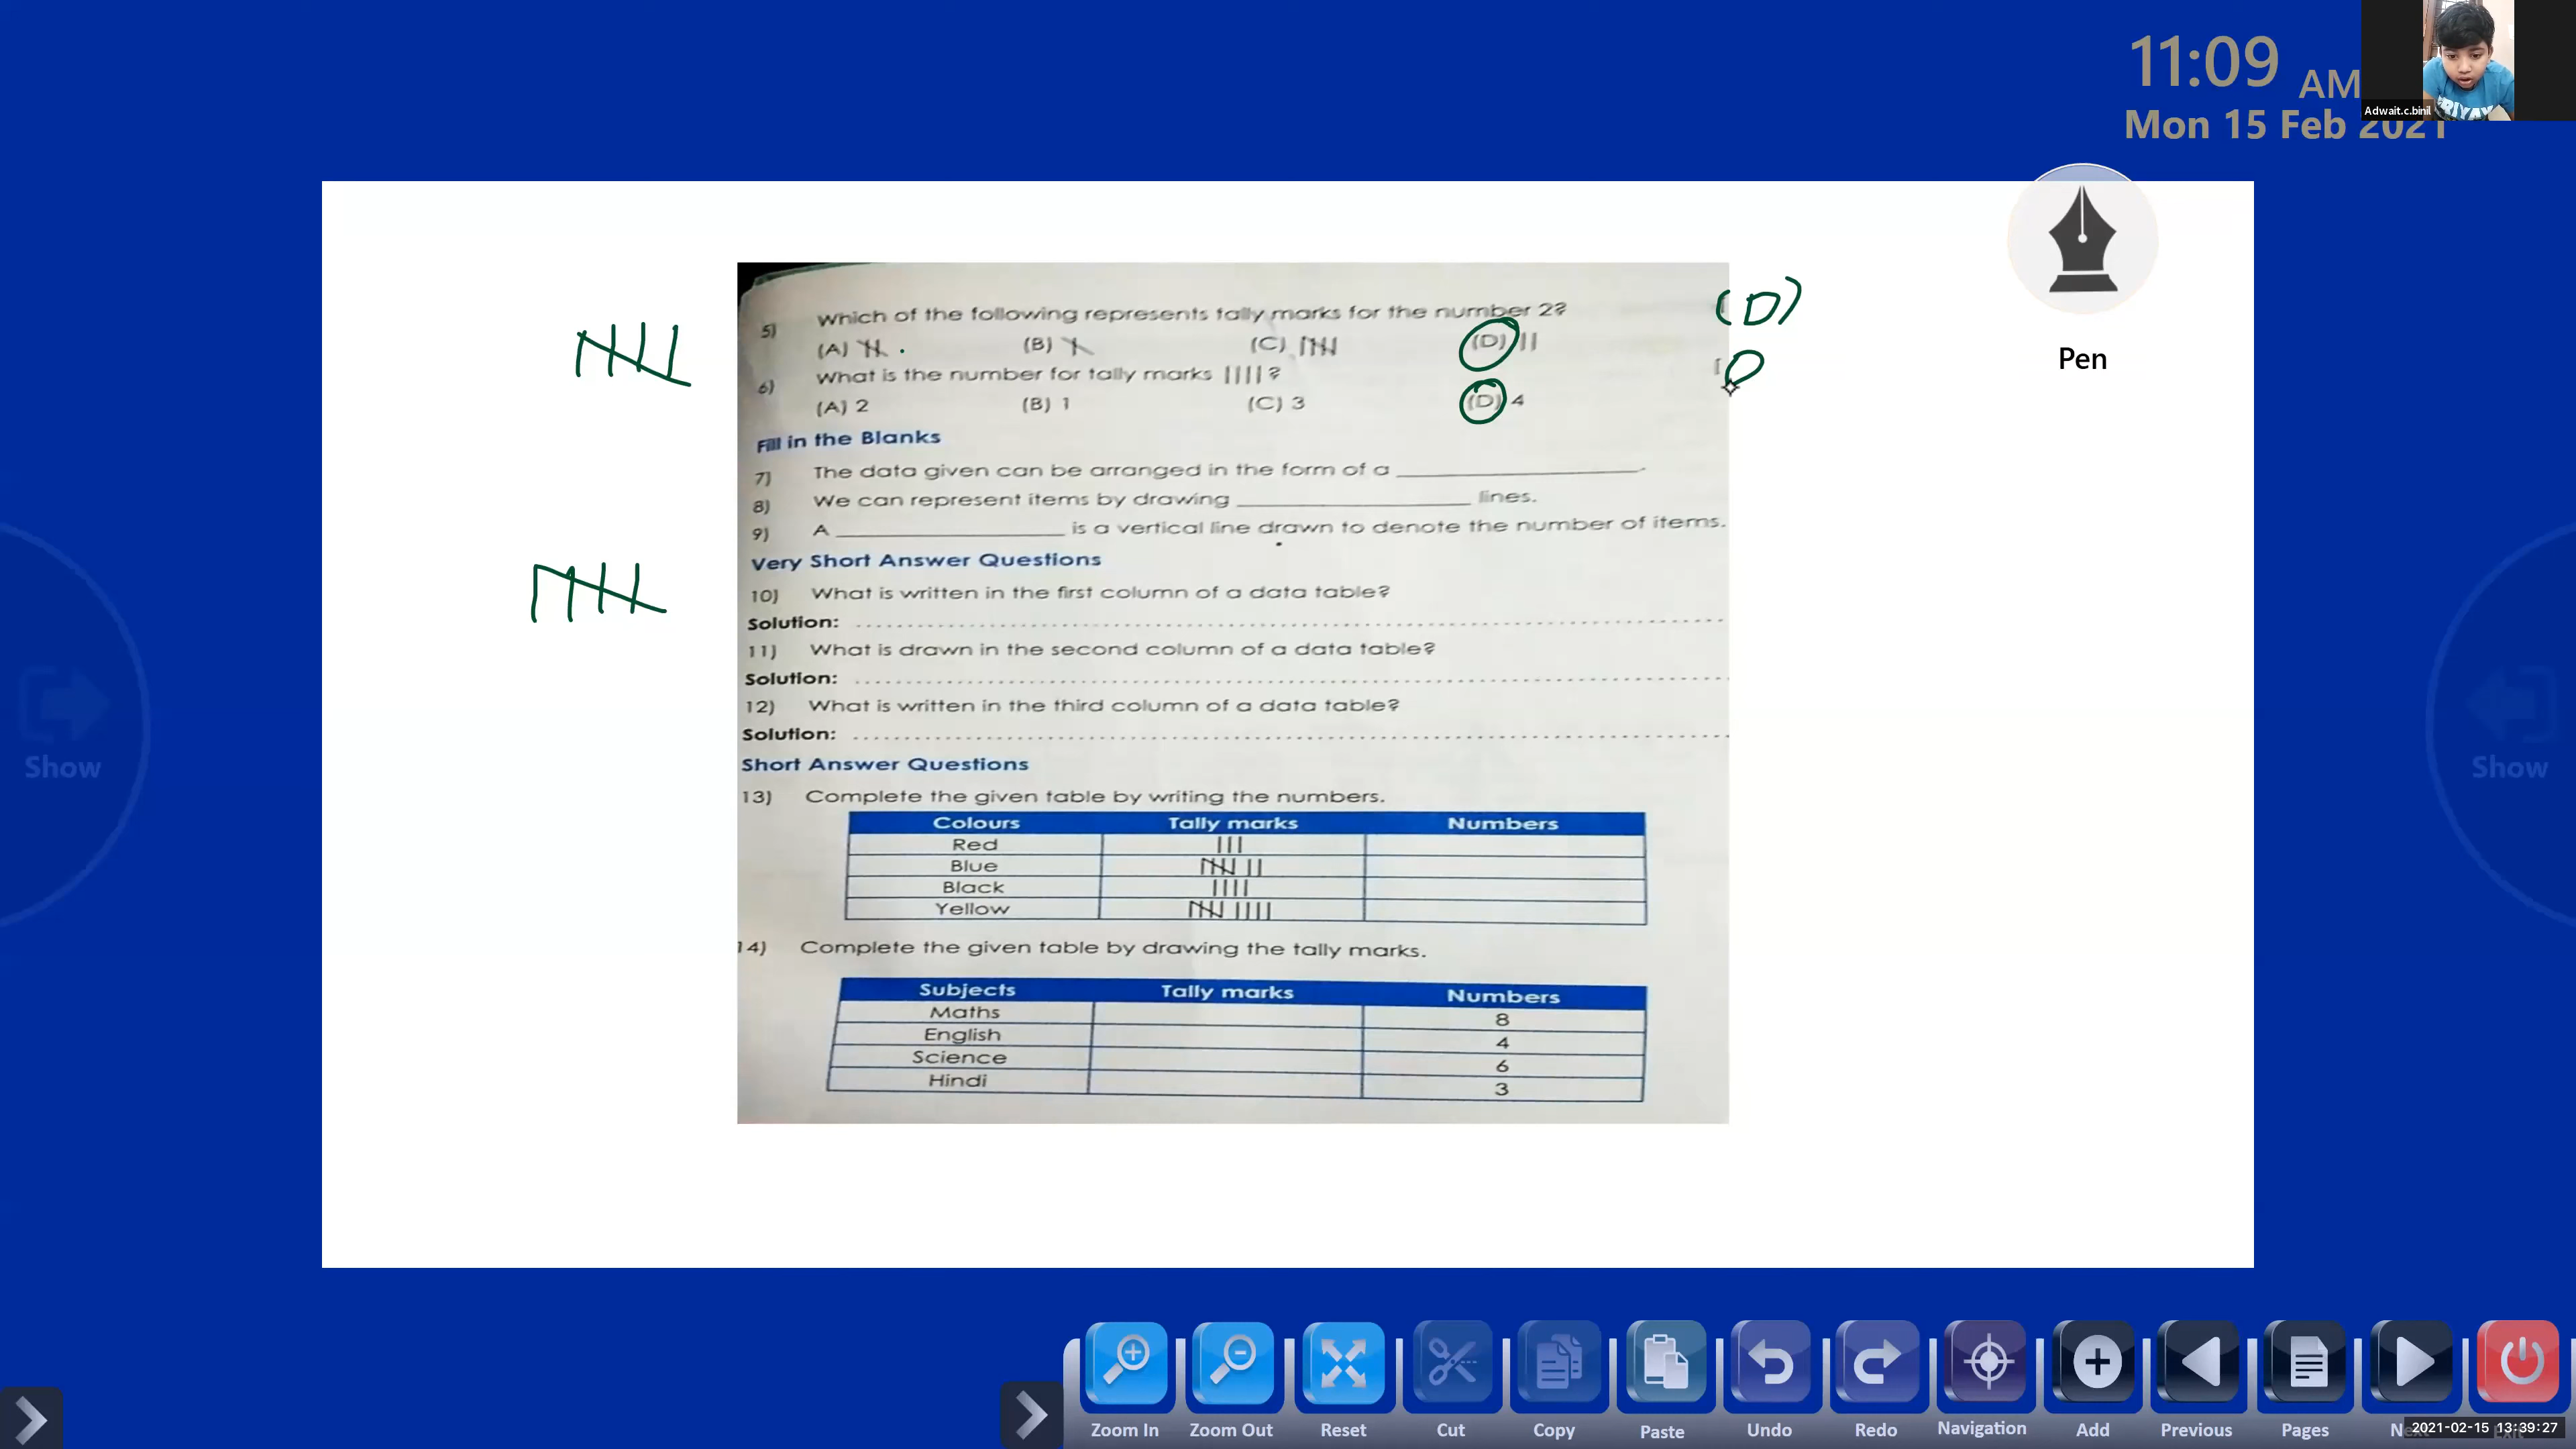 11:09 AM
Adwait.c.binil
Mon 15 Feb 2021
Pen
5) Which of the following represents tally marks for the number 2? (D)
(A) (B) (C) (D) ||
6) What is the number for tally marks ||||? D
(A) 2 (B) 1 (C) 3 (D) 4
Fill in the Blanks
7) The data given can be arranged in the form of a ____________.
8) We can represent items by drawing ____________ lines.
9) A ____________ is a vertical line drawn to denote the number of items.
Very Short Answer Questions
10) What is written in the first column of a data table?
Solution: ........................................
11) What is drawn in the second column of a data table?
Solution: ........................................
12) What is written in the third column of a data table?
Solution: ........................................
Short Answer Questions
13) Complete the given table by writing the numbers.
Colours Tally marks Numbers
Red |||
Blue 𝍸 ||
Black ||||
Yellow 𝍸 ||||
14) Complete the given table by drawing the tally marks.
Subjects Tally marks Numbers
Maths 8
English 4
Science 6
Hindi 3
Show
Show
Zoom In Zoom Out Reset Cut Copy Paste Undo Redo Navigation Add Previous Pages
2021-02-15 13:39:27